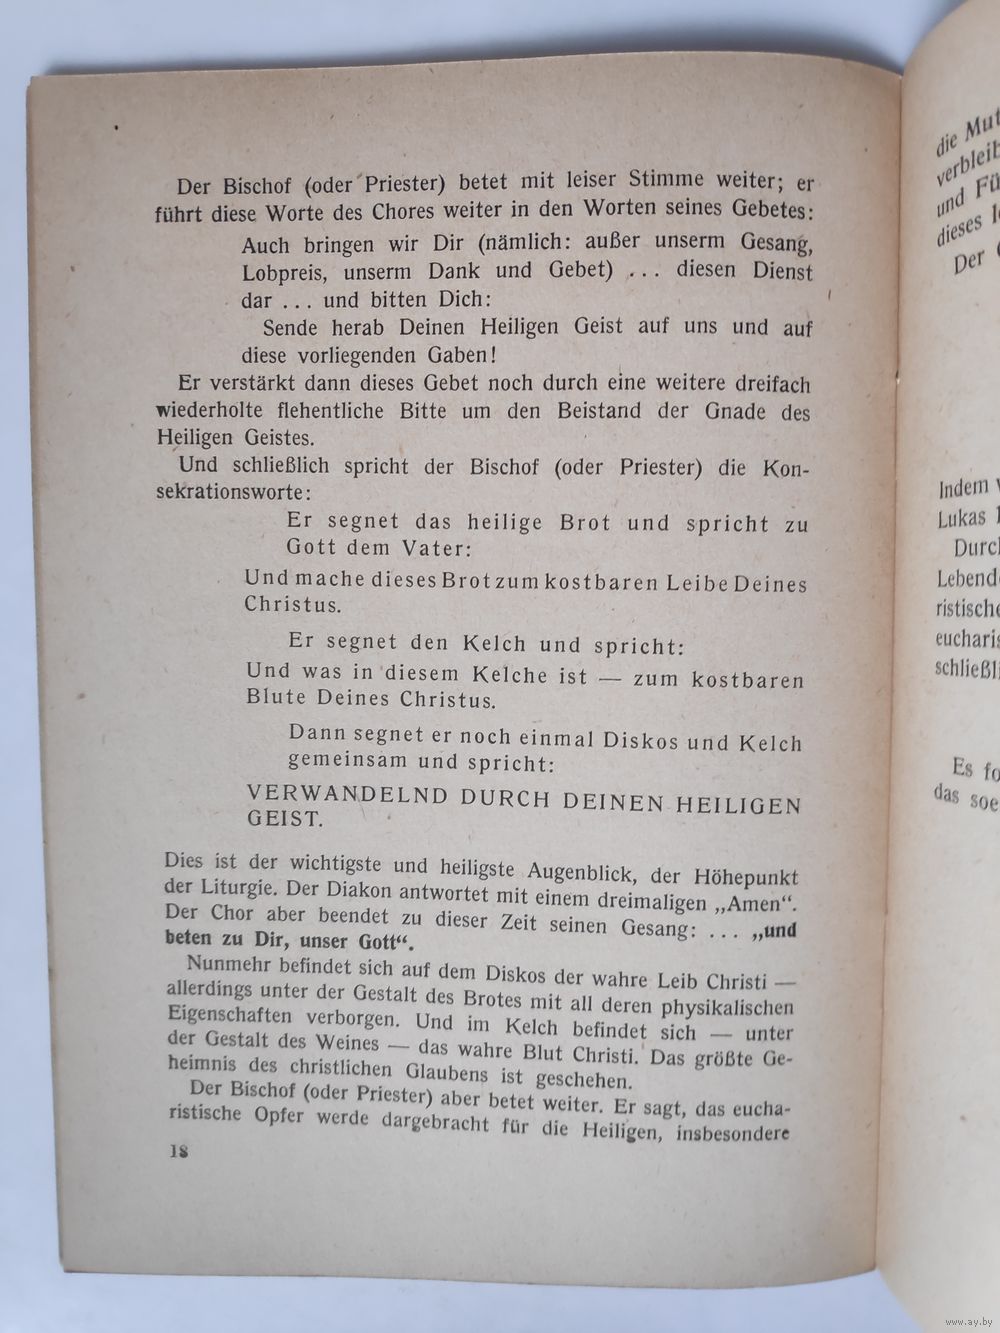 Der Bischof (oder Priester) betet mit leiser Stimme weiter; er
führt diese Worte des Chores weiter in den Worten seines Gebetes:
Auch bringen wir Dir (nämlich: außer unserm Gesang,
Lobpreis, unserm Dank und Gebet) ... diesen Dienst
dar ... und bitten Dich:
Sende herab Deinen Heiligen Geist auf uns und auf
diese vorliegenden Gaben!
Er verstärkt dann dieses Gebet noch durch eine weitere dreifach
wiederholte flehentliche Bitte um den Beistand der Gnade des
Heiligen Geistes.
Und schließlich spricht der Bischof (oder Priester) die Kon-
sekrationsworte:
Er segnet das heilige Brot und spricht zu
Gott dem Vater:
Und mache dieses Brot zum kostbaren Leibe Deines
Christus.
Er segnet den Kelch und spricht:
Und was in diesem Kelche ist — zum kostbaren
Blute Deines Christus.
Dann segnet er noch einmal Diskos und Kelch
gemeinsam und spricht:
VERWANDELND DURCH DEINEN HEILIGEN
GEIST.
Dies ist der wichtigste und heiligste Augenblick, der Höhepunkt
der Liturgie. Der Diakon antwortet mit einem dreimaligen „Amen“.
Der Chor aber beendet zu dieser Zeit seinen Gesang: ... „und
beten zu Dir, unser Gott“.
Nunmehr befindet sich auf dem Diskos der wahre Leib Christi —
allerdings unter der Gestalt des Brotes mit all deren physikalischen
Eigenschaften verborgen. Und im Kelch befindet sich — unter
der Gestalt des Weines — das wahre Blut Christi. Das größte Ge-
heimnis des christlichen Glaubens ist geschehen.
Der Bischof (oder Priester) aber betet weiter. Er sagt, das eucha-
ristische Opfer werde dargebracht für die Heiligen, insbesondere
18
die
und
dieses
Der
Indem
Lukas
das
www.ay.by